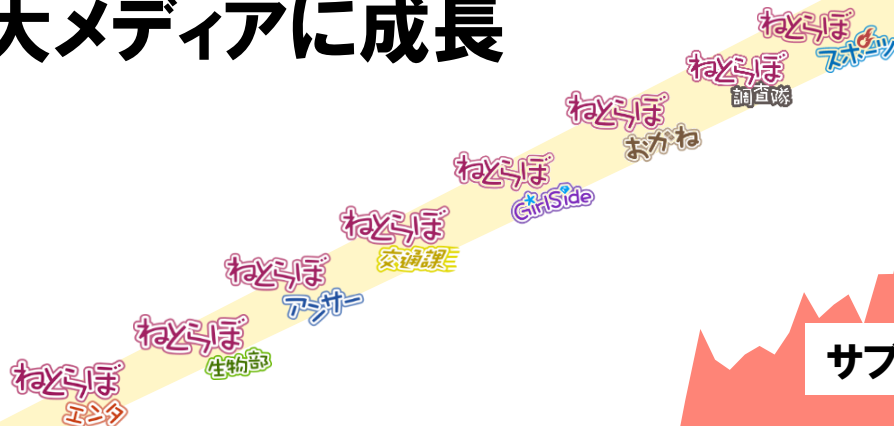 大メディアに成長
ねとらぼ
スポーツ
ねとらぼ
調査隊
ねとらぼ
おかね
ねとらぼ
GirlSide
ねとらぼ
交通課
ねとらぼ
アンサー
ねとらぼ
生物部
ねとらぼ
エンタ
サブ